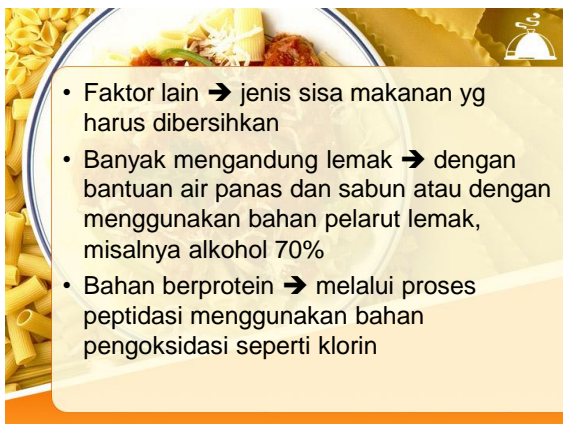 • Faktor lain ➔ jenis sisa makanan yg
harus dibersihkan
• Banyak mengandung lemak ➔ dengan
bantuan air panas dan sabun atau dengan
menggunakan bahan pelarut lemak,
misalnya alkohol 70%
• Bahan berprotein ➔ melalui proses
peptidasi menggunakan bahan
pengoksidasi seperti klorin